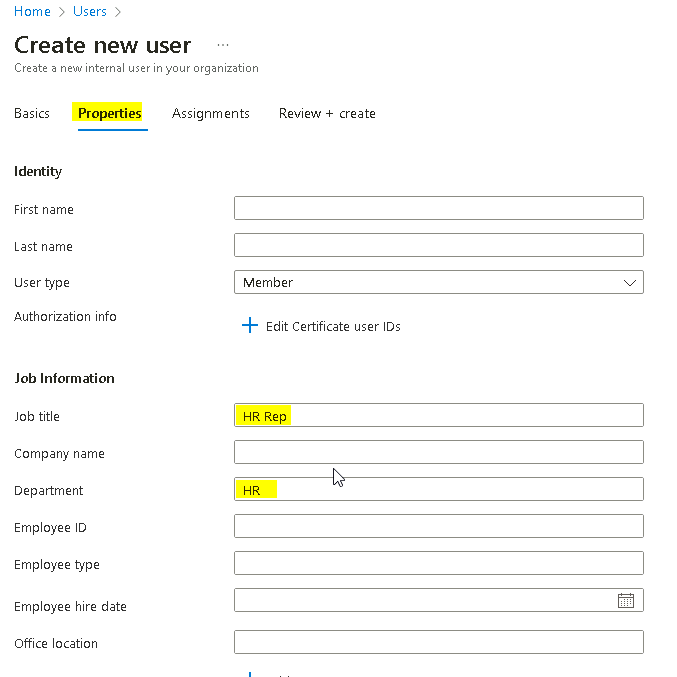 Home > Users >
Create new user ...
Create a new internal user in your organization
Basics Properties Assignments Review + create
Identity
First name
Last name
User type Member
Authorization info
+ Edit Certificate user IDs
Job Information
Job title HR Rep
Company name
Department HR
Employee ID
Employee type
Employee hire date
Office location